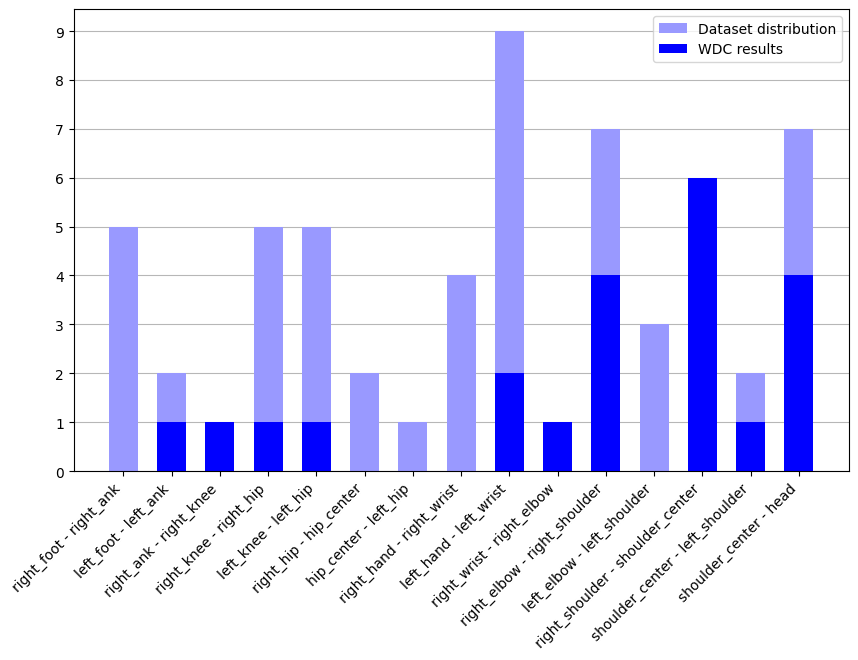 Dataset distribution
WDC results
9
8
7
6
5
4
3
2
1
0
right_foot - right_ank
left_foot - left_ank
right_ank - right_knee
right_knee - right_hip
left_knee - left_hip
right_hip - hip_center
hip_center - left_hip
right_hand - right_wrist
left_hand - left_wrist
right_wrist - right_elbow
right_elbow - right_shoulder
left_elbow - left_shoulder
right_shoulder - shoulder_center
shoulder_center - left_shoulder
shoulder_center - head